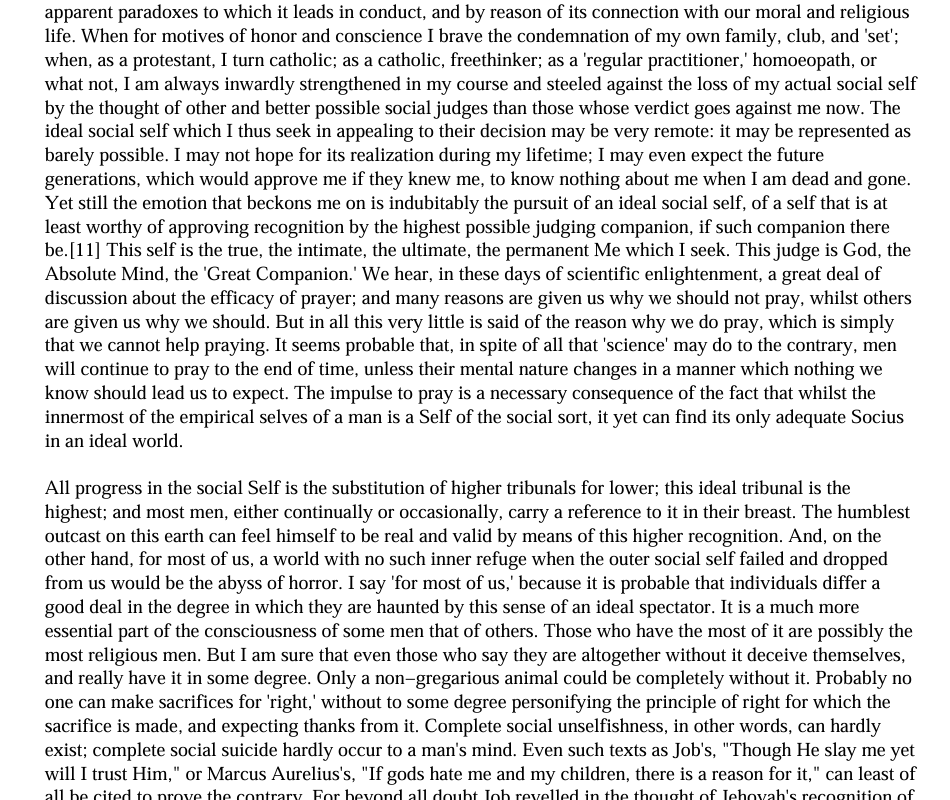 apparent paradoxes to which it leads in conduct, and by reason of its connection with our moral and religious
life. When for motives of honor and conscience I brave the condemnation of my own family, club, and 'set';
when, as a protestant, I turn catholic; as a catholic, freethinker; as a 'regular practitioner,' homoeopath, or
what not, I am always inwardly strengthened in my course and steeled against the loss of my actual social self
by the thought of other and better possible social judges than those whose verdict goes against me now. The
ideal social self which I thus seek in appealing to their decision may be very remote: it may be represented as
barely possible. I may not hope for its realization during my lifetime; I may even expect the future
generations, which would approve me if they knew me, to know nothing about me when I am dead and gone.
Yet still the emotion that beckons me on is indubitably the pursuit of an ideal social self, of a self that is at
least worthy of approving recognition by the highest possible judging companion, if such companion there
be.[11] This self is the true, the intimate, the ultimate, the permanent Me which I seek. This judge is God, the
Absolute Mind, the 'Great Companion.' We hear, in these days of scientific enlightenment, a great deal of
discussion about the efficacy of prayer; and many reasons are given us why we should not pray, whilst others
are given us why we should. But in all this very little is said of the reason why we do pray, which is simply
that we cannot help praying. It seems probable that, in spite of all that 'science' may do to the contrary, men
will continue to pray to the end of time, unless their mental nature changes in a manner which nothing we
know should lead us to expect. The impulse to pray is a necessary consequence of the fact that whilst the
innermost of the empirical selves of a man is a Self of the social sort, it yet can find its only adequate Socius
in an ideal world.
All progress in the social Self is the substitution of higher tribunals for lower; this ideal tribunal is the
highest; and most men, either continually or occasionally, carry a reference to it in their breast. The humblest
outcast on this earth can feel himself to be real and valid by means of this higher recognition. And, on the
other hand, for most of us, a world with no such inner refuge when the outer social self failed and dropped
from us would be the abyss of horror. I say 'for most of us,' because it is probable that individuals differ a
good deal in the degree in which they are haunted by this sense of an ideal spectator. It is a much more
essential part of the consciousness of some men that of others. Those who have the most of it are possibly the
most religious men. But I am sure that even those who say they are altogether without it deceive themselves,
and really have it in some degree. Only a non−gregarious animal could be completely without it. Probably no
one can make sacrifices for 'right,' without to some degree personifying the principle of right for which the
sacrifice is made, and expecting thanks from it. Complete social unselfishness, in other words, can hardly
exist; complete social suicide hardly occur to a man's mind. Even such texts as Job's, "Though He slay me yet
will I trust Him," or Marcus Aurelius's, "If gods hate me and my children, there is a reason for it," can least of
all be cited to prove the contrary. For beyond all doubt Job revelled in the thought of Jehovah's recognition of